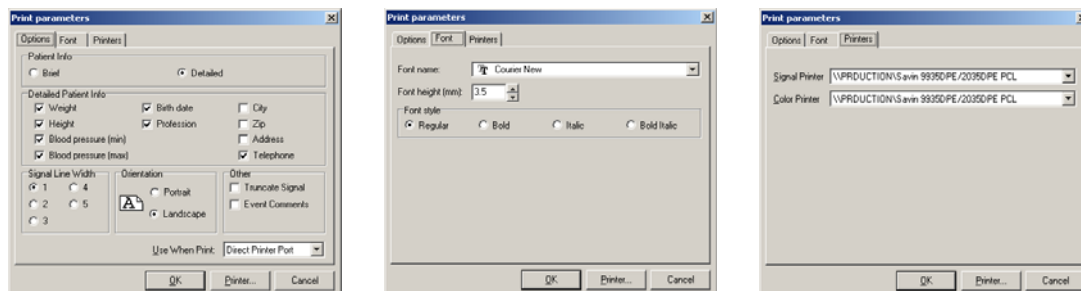 Print parameters
Options Font Printers
Patient Info
Brief Detailed
Detailed Patient Info
Weight Birth date City
Height Profession Zip
Blood pressure (min) Address
Blood pressure (max) Telephone
Signal Line Width Orientation Other
1 4 Portrait Truncate Signal
2 5 Landscape Event Comments
3
Use When Print: Direct Printer Port
OK Printer... Cancel
Print parameters
Options Font Printers
Font name: Courier New
Font height (mm): 3.5
Font style
Regular Bold Italic Bold Italic
OK Printer... Cancel
Print parameters
Options Font Printers
Signal Printer \\PRDUCTION\Savin 9935DPE/2035DPE PCL
Color Printer \\PRDUCTION\Savin 9935DPE/2035DPE PCL
OK Printer... Cancel